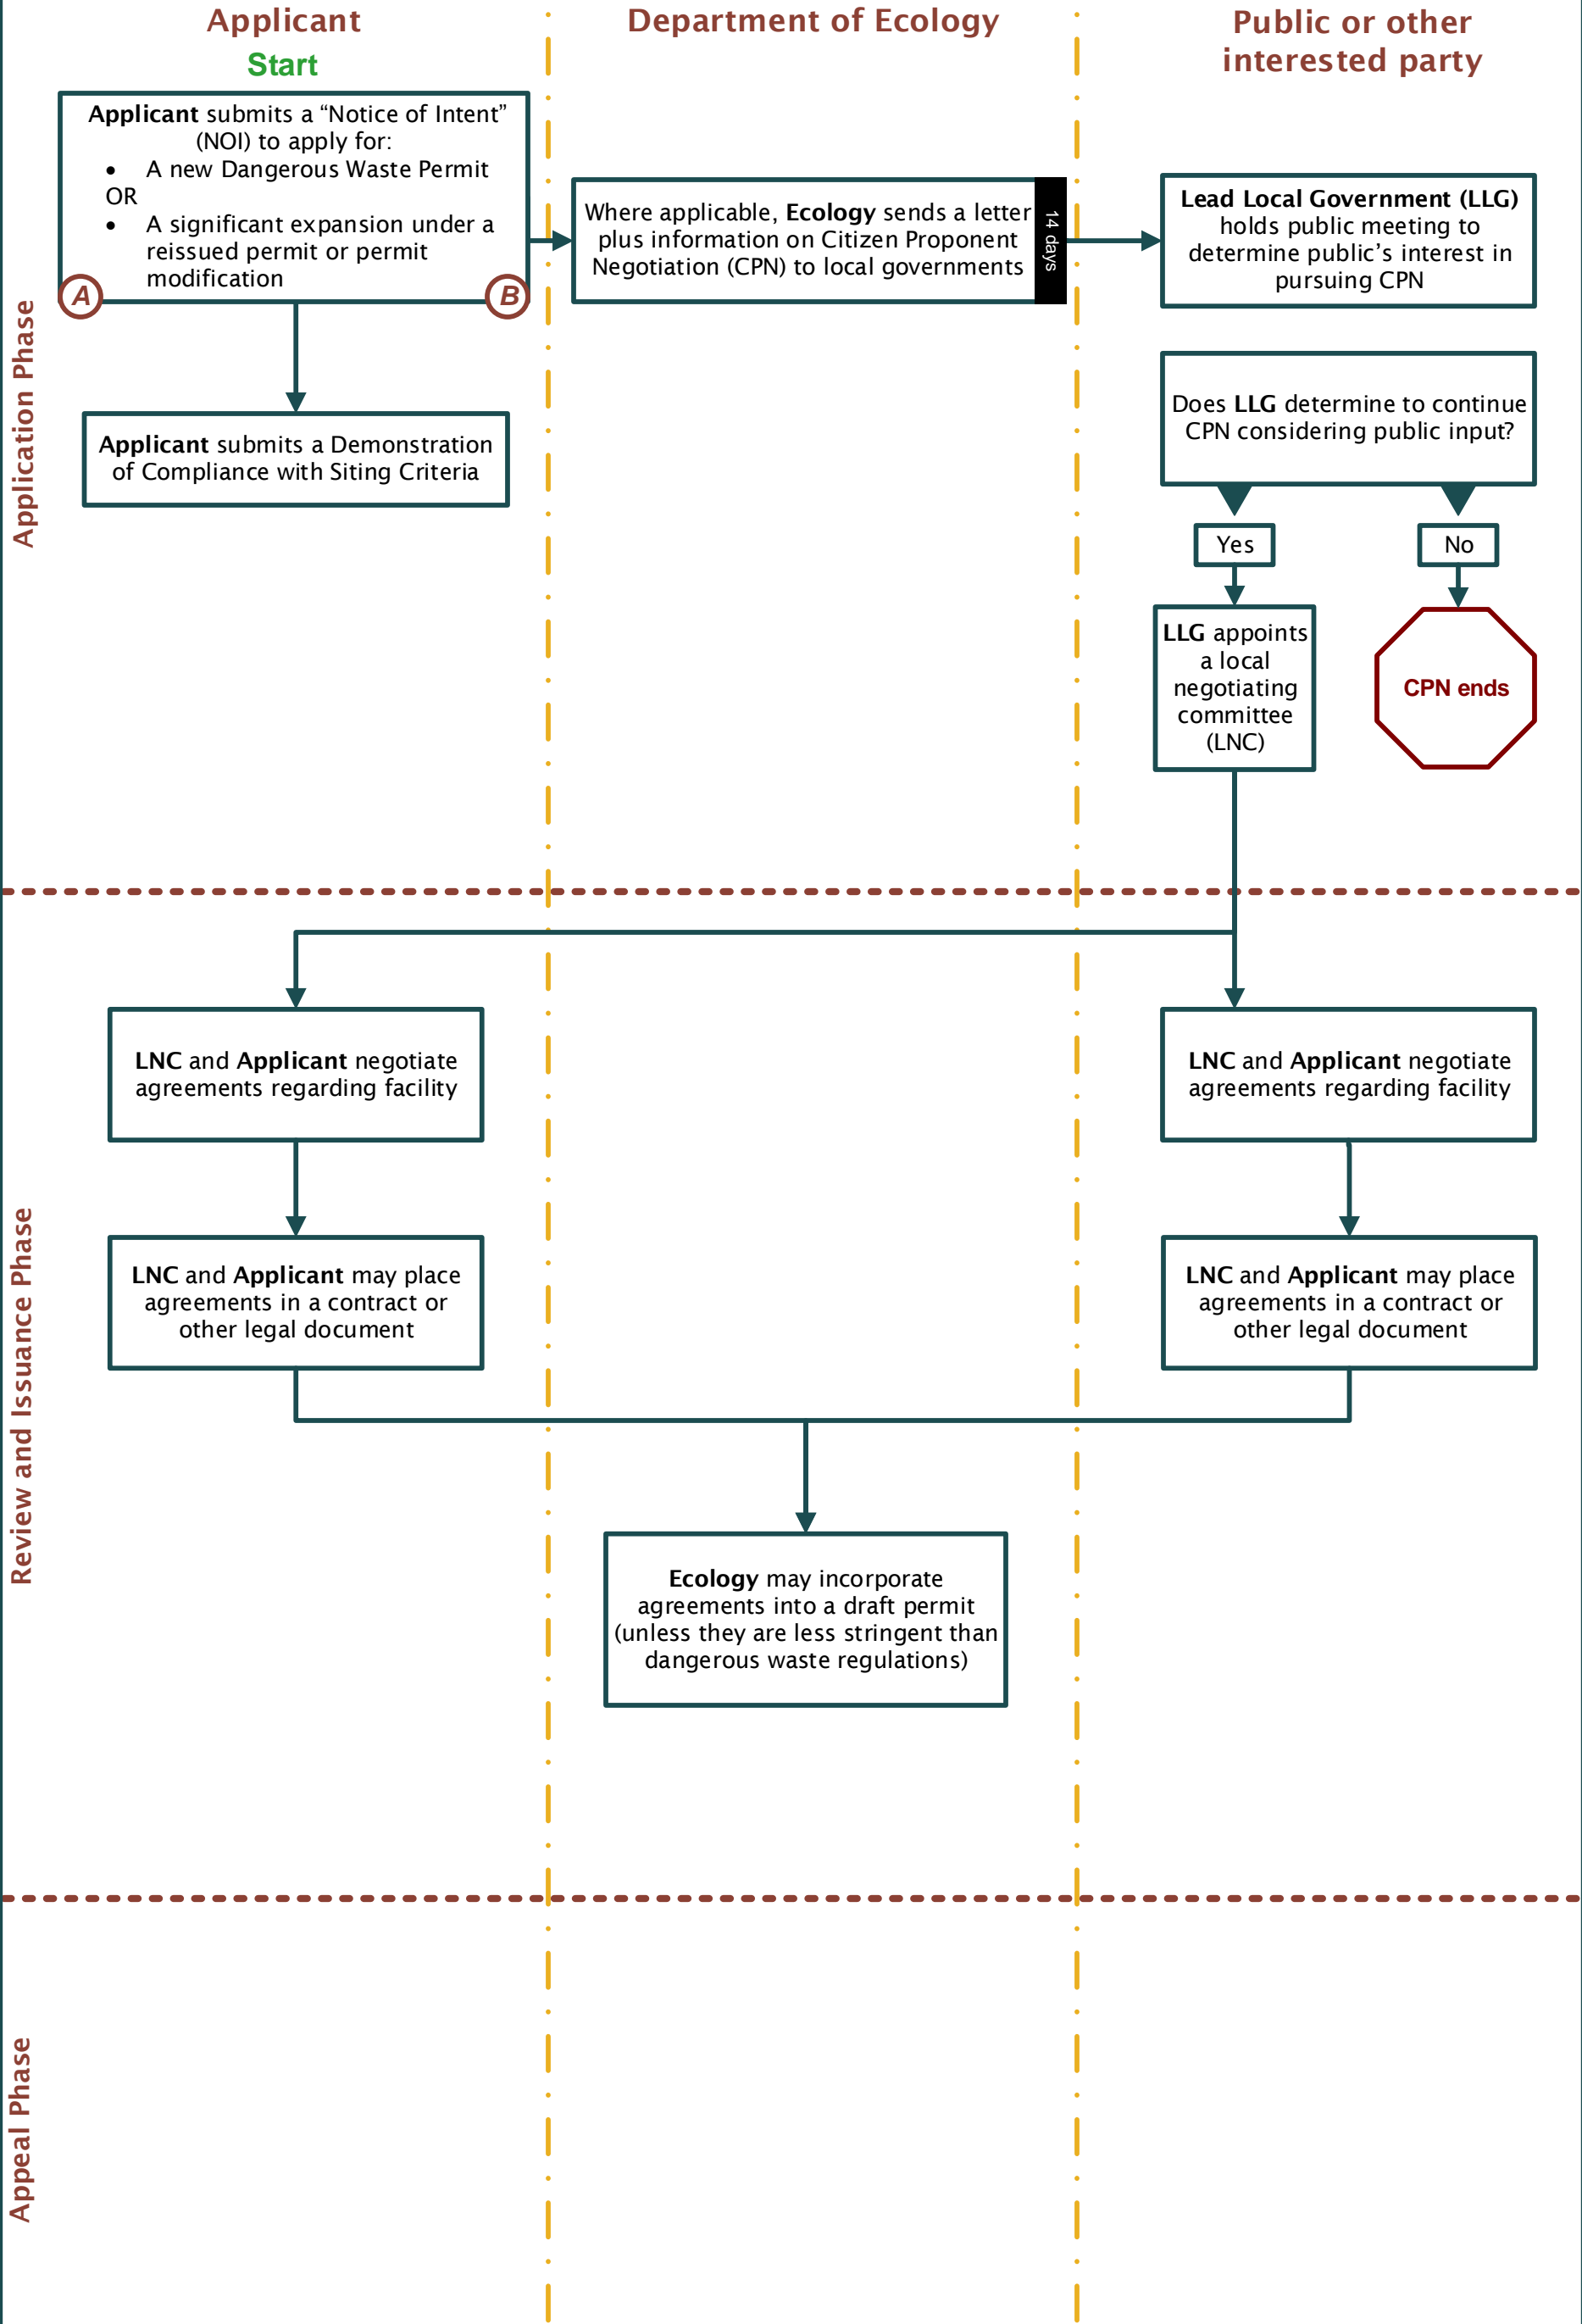 Applicant
Department of Ecology
Public or other
interested party
Start
Applicant submits a “Notice of Intent”
(NOI) to apply for:
• A new Dangerous Waste Permit
OR
• A significant expansion under a
reissued permit or permit
modification
A
B
Where applicable, Ecology sends a letter
plus information on Citizen Proponent
Negotiation (CPN) to local governments
14 days
Lead Local Government (LLG)
holds public meeting to
determine public’s interest in
pursuing CPN
Application Phase
Applicant submits a Demonstration
of Compliance with Siting Criteria
Does LLG determine to continue
CPN considering public input?
Yes
No
LLG appoints
a local
negotiating
committee
(LNC)
CPN ends
Review and Issuance Phase
LNC and Applicant negotiate
agreements regarding facility
LNC and Applicant negotiate
agreements regarding facility
LNC and Applicant may place
agreements in a contract or
other legal document
LNC and Applicant may place
agreements in a contract or
other legal document
Ecology may incorporate
agreements into a draft permit
(unless they are less stringent than
dangerous waste regulations)
Appeal Phase